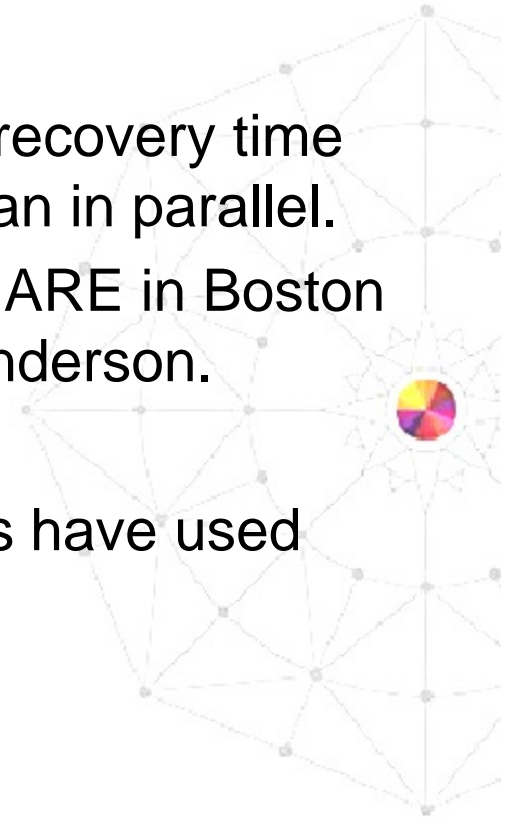 recovery time
an in parallel.
ARE in Boston
nderson.
s have used